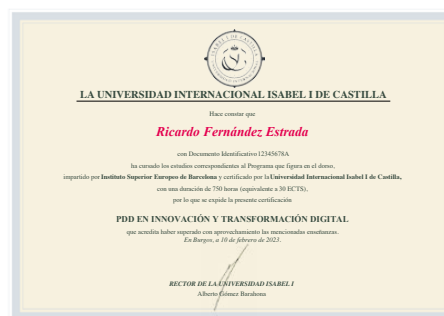 ISABEL I DE CASTILLA
LA UNIVERSIDAD INTERNACIONAL ISABEL I DE CASTILLA
Hace constar que
Ricardo Fernández Estrada
con Documento Identificativo 12345678A
ha cursado los estudios correspondientes al Programa que figura en el dorso,
impartido por Instituto Superior Europeo de Barcelona y certificado por la Universidad Internacional Isabel I de Castilla,
con una duración de 750 horas (equivalente a 30 ECTS),
por lo que se expide la presente certificación
PDD EN INNOVACIÓN Y TRANSFORMACIÓN DIGITAL
que acredita haber superado con aprovechamiento las mencionadas enseñanzas.
En Burgos, a 10 de febrero de 2023.
RECTOR DE LA UNIVERSIDAD ISABEL I
Alberto Gómez Barahona